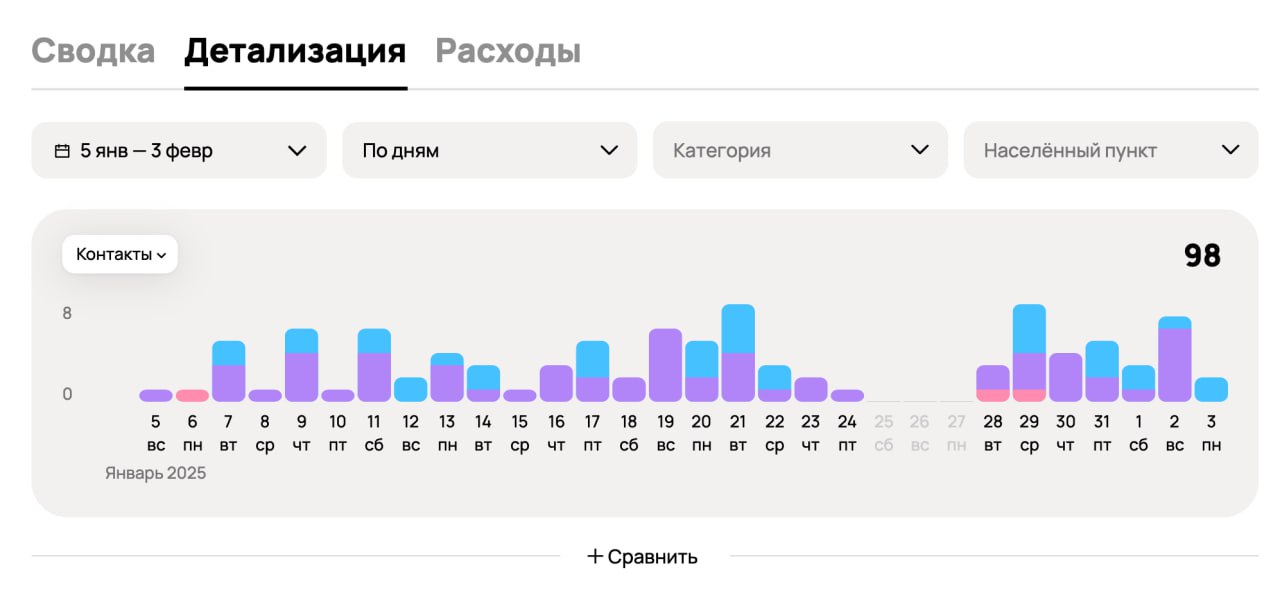 Сводка Детализация Расходы
5 янв – 3 февр По дням Категория Населённый пункт
Контакты 98
8
0
5 6 7 8 9 10 11 12 13 14 15 16 17 18 19 20 21 22 23 24 25 26 27 28 29 30 31 1 2 3
вс пн вт ср чт пт сб вс пн вт ср чт пт сб вс пн вт ср чт пт сб вс пн вт ср чт пт сб вс пн
Январь 2025
+ Сравнить